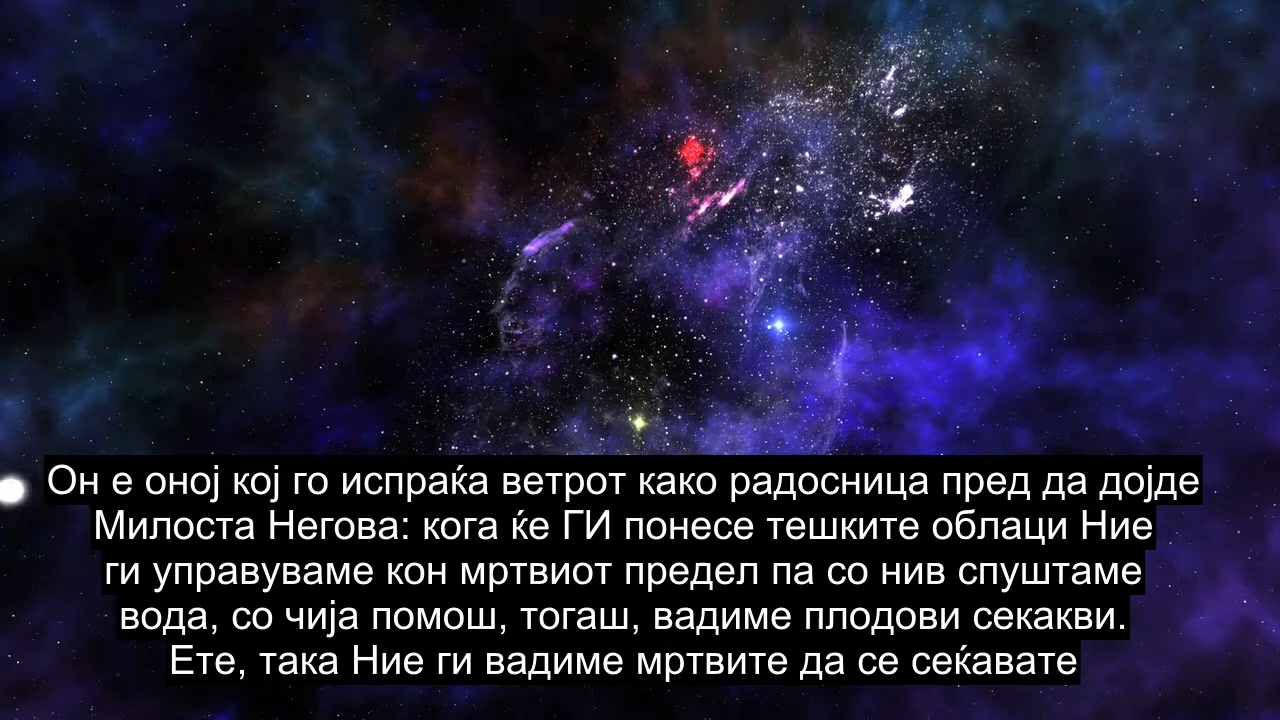 Он е оној кој го испраќа ветрот како радосница пред да дојде
Милоста Негова: кога ќе ГИ понесе тешките облаци Ние
ги управуваме кон мртвиот предел па со нив спуштаме
вода, со чија помош, тогаш, вадиме плодови секакви.
Ете, така Ние ги вадиме мртвите да се сеќавате